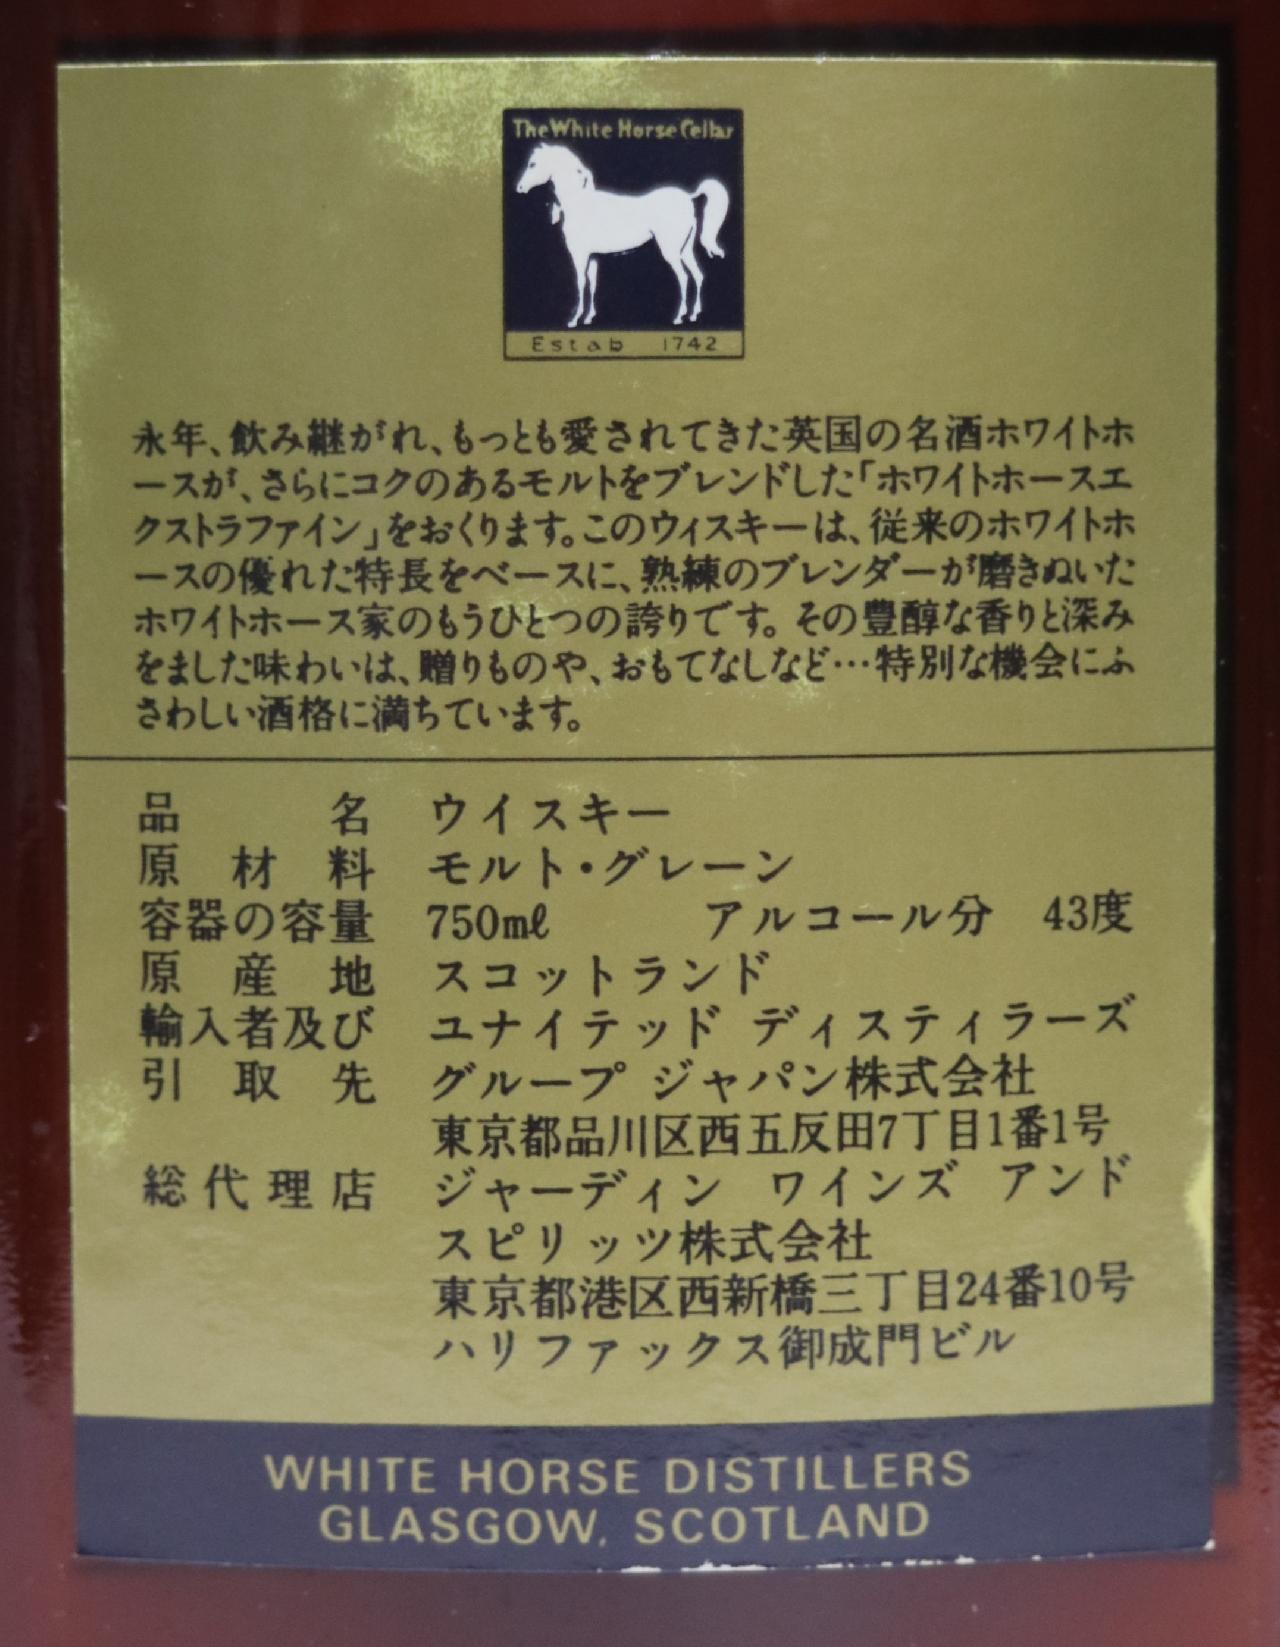 The White Horse Cellar
Estab 1742
永年、飲み継がれ、もっとも愛されてきた英国の名酒ホワイトホ
ースが、さらにコクのあるモルトをブレンドした「ホワイトホースエ
クストラファイン」をおくります。このウィスキーは、従来のホワイトホ
ースの優れた特長をベースに、熟練のブレンダーが磨きぬいた
ホワイトホース家のもうひとつの誇りです。その豊醇な香りと深み
をました味わいは、贈りものや、おもてなしなど…特別な機会にふ
さわしい酒格に満ちています。
品名 ウイスキー
原材料 モルト・グレーン
容器の容量 750mℓ アルコール分 43度
原産地 スコットランド
輸入者及び ユナイテッド ディスティラーズ
引取先 グループ ジャパン株式会社
東京都品川区西五反田7丁目1番1号
総代理店 ジャーディン ワインズ アンド
スピリッツ株式会社
東京都港区西新橋三丁目24番10号
ハリファックス御成門ビル
WHITE HORSE DISTILLERS
GLASGOW, SCOTLAND